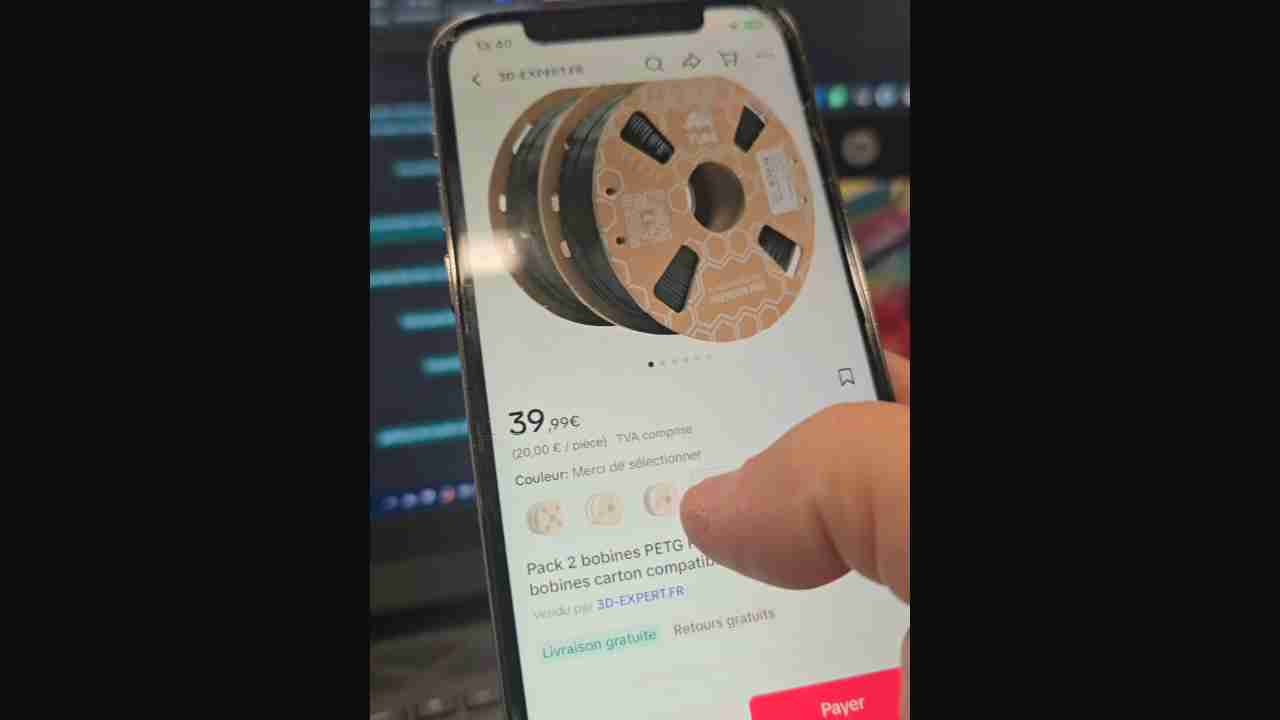 3D-EXPERT.FR
39,99€
(20,00 € / pièce) TVA comprise
Couleur: Merci de sélectionner
Pack 2 bobines PETG
bobines carton
vendu par 3D-EXPERT.FR
Livraison gratuite Retours gratuits
Payer